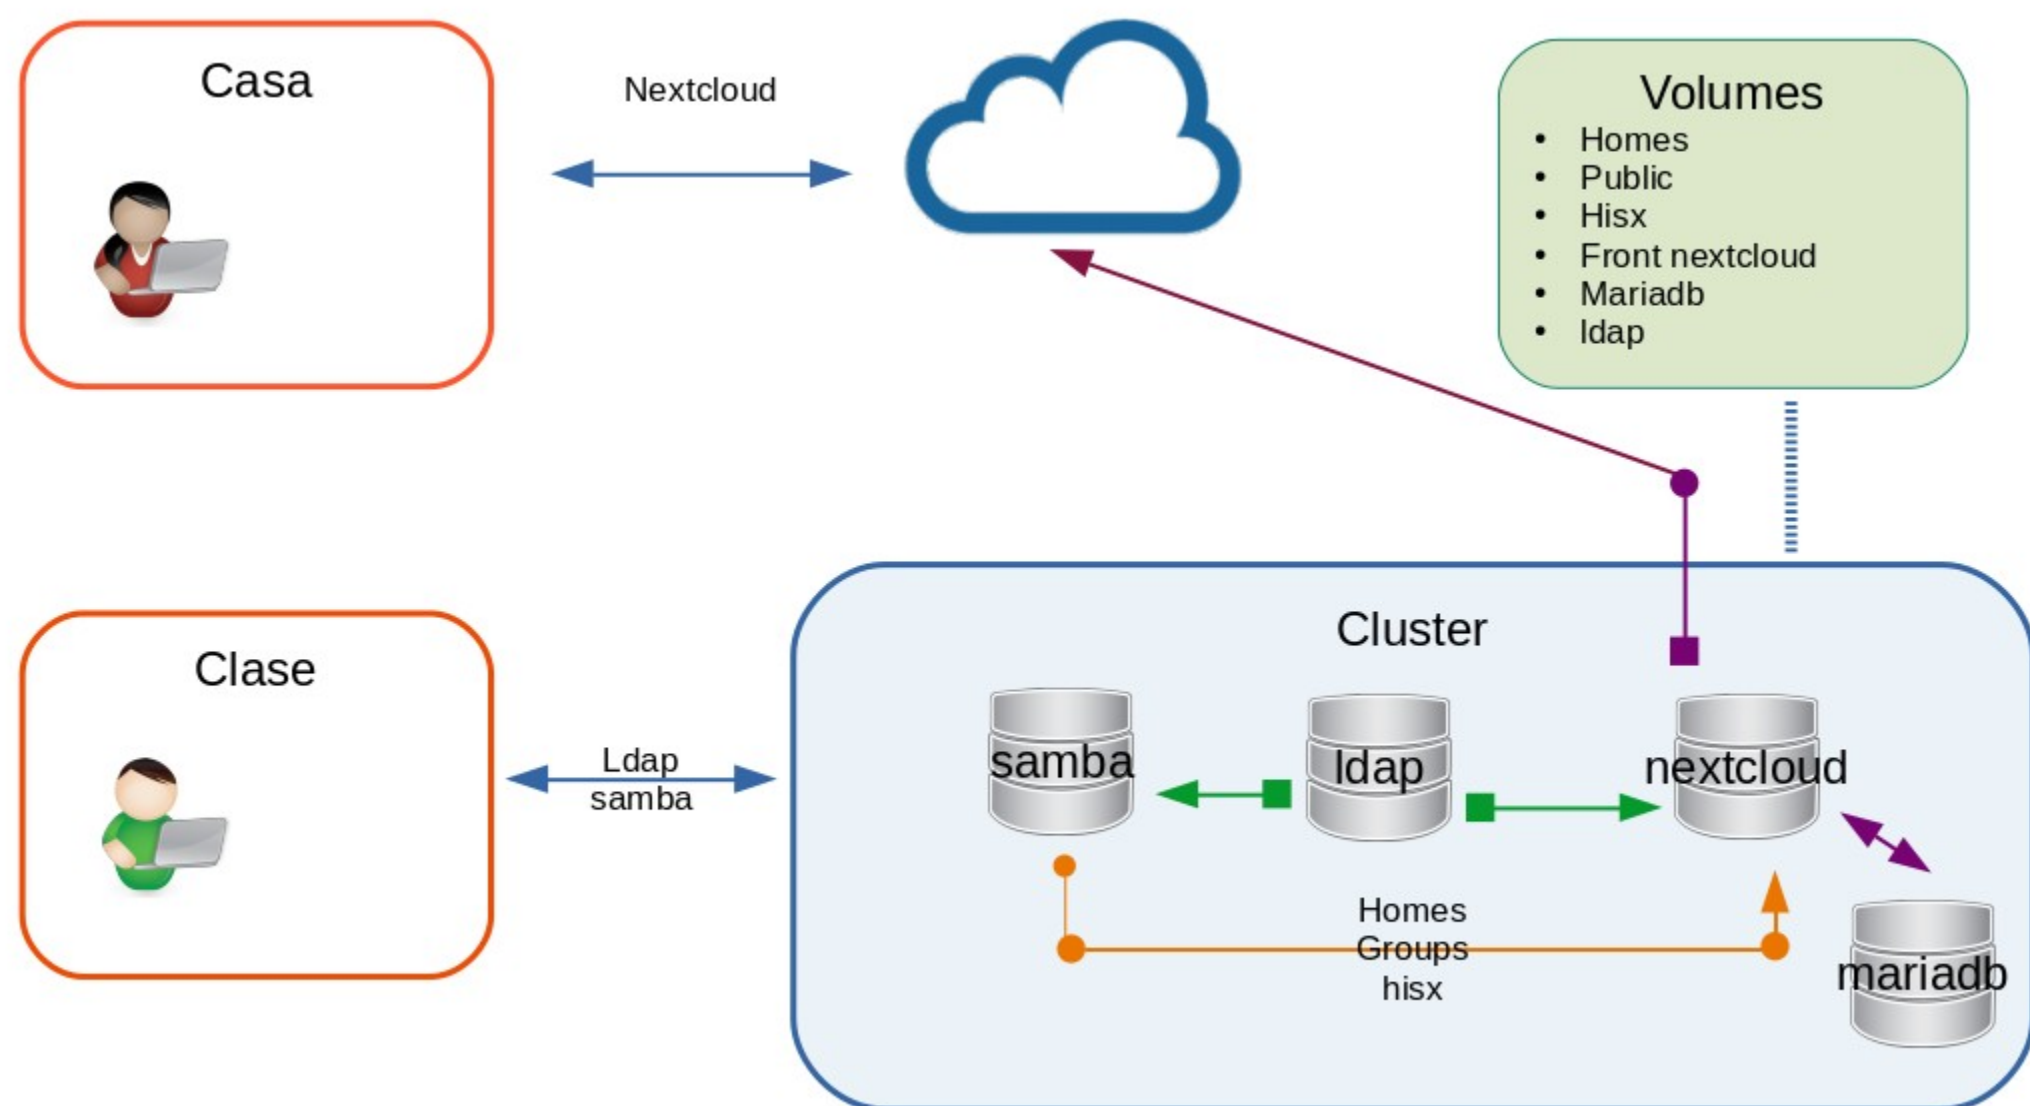 Casa
Nextcloud
Volumes
• Homes
• Public
• Hisx
• Front nextcloud
• Mariadb
• ldap
Clase
Ldap
samba
Cluster
samba
ldap
nextcloud
Homes
Groups
hisx
mariadb